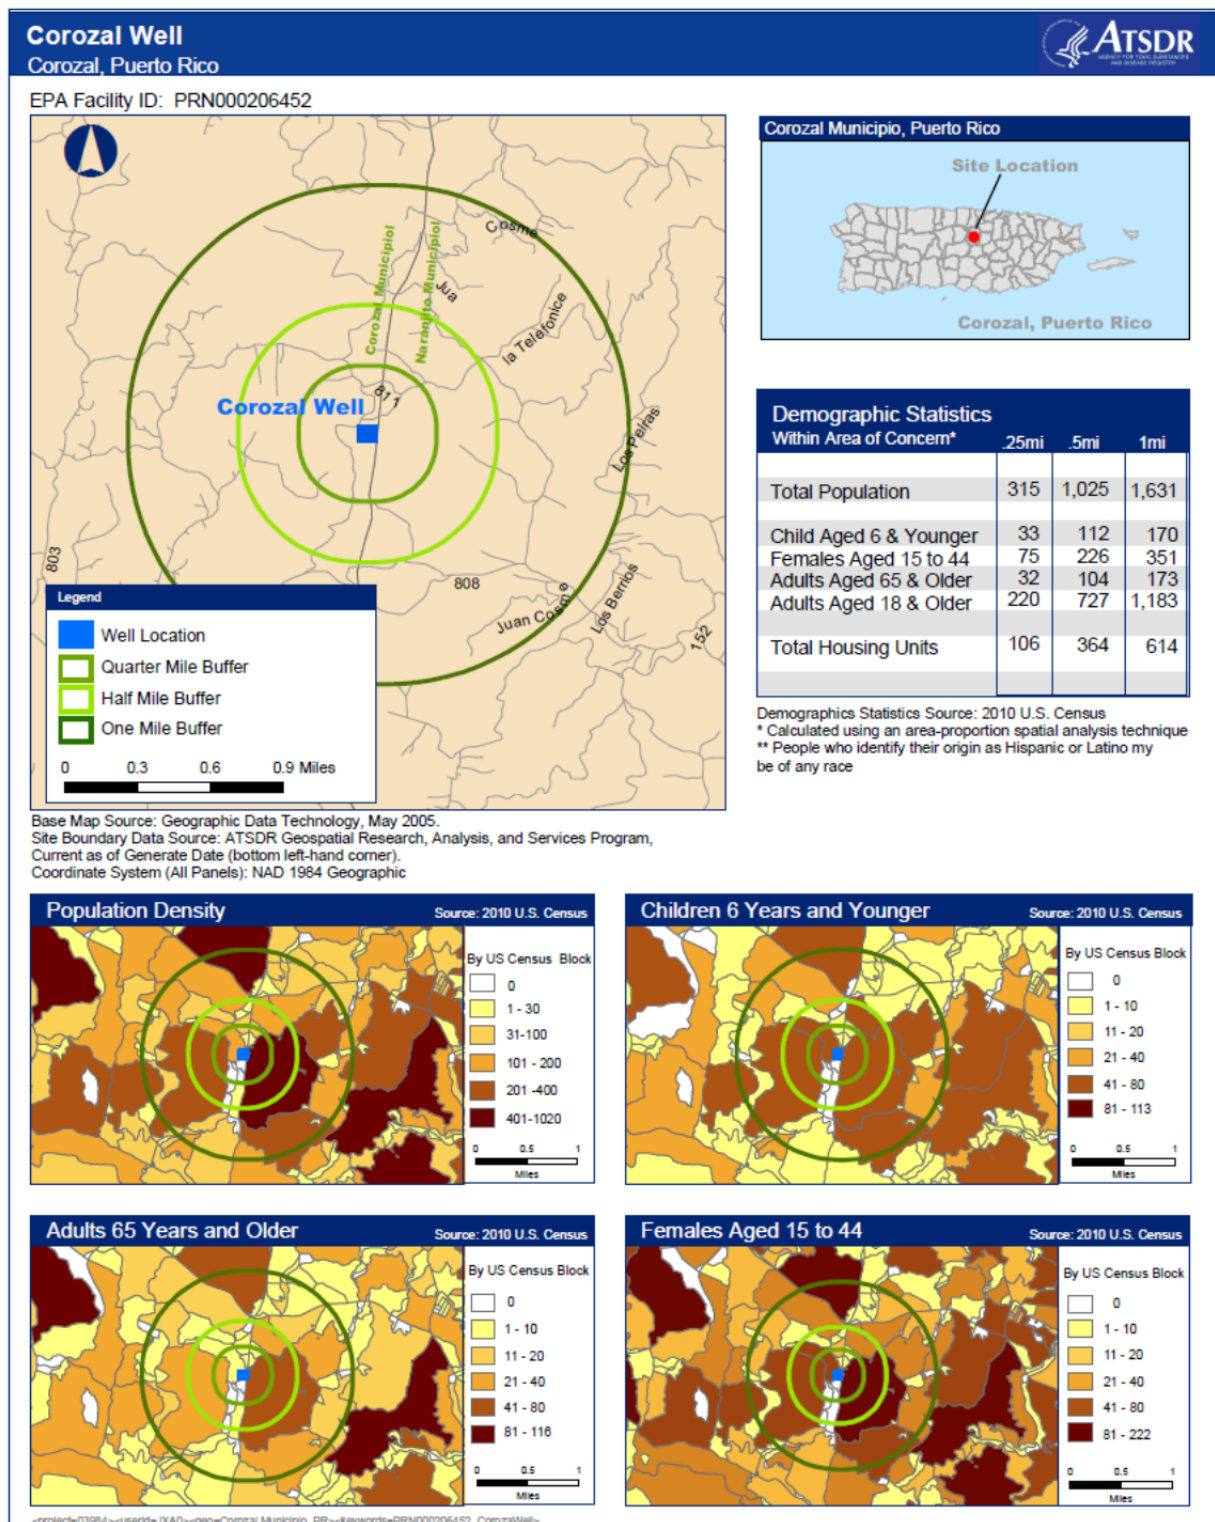 Corozal Well
Corozal, Puerto Rico
ATSDR
AGENCY FOR TOXIC SUBSTANCES
AND DISEASE REGISTRY
EPA Facility ID: PRN000206452
Cosme
Corozal Municipiol
Naranjito Municipiol
Jua
la Telefonice
811
Corozal Well
Los Peiras
803
808
Juan Cosme
Los Berrios
152
Legend
Well Location
Quarter Mile Buffer
Half Mile Buffer
One Mile Buffer
0 0.3 0.6 0.9 Miles
Corozal Municipio, Puerto Rico
Site Location
Corozal, Puerto Rico
Demographic Statistics
Within Area of Concern* .25mi .5mi 1mi
Total Population 315 1,025 1,631
Child Aged 6 & Younger 33 112 170
Females Aged 15 to 44 75 226 351
Adults Aged 65 & Older 32 104 173
Adults Aged 18 & Older 220 727 1,183
Total Housing Units 106 364 614
Demographics Statistics Source: 2010 U.S. Census
* Calculated using an area-proportion spatial analysis technique
** People who identify their origin as Hispanic or Latino my
be of any race
Base Map Source: Geographic Data Technology, May 2005.
Site Boundary Data Source: ATSDR Geospatial Research, Analysis, and Services Program,
Current as of Generate Date (bottom left-hand corner).
Coordinate System (All Panels): NAD 1984 Geographic
Population Density Source: 2010 U.S. Census
By US Census Block
0
1 - 30
31-100
101 - 200
201 -400
401-1020
0 0.5 1
Miles
Children 6 Years and Younger Source: 2010 U.S. Census
By US Census Block
0
1 - 10
11 - 20
21 - 40
41 - 80
81 - 113
0 0.5 1
Miles
Adults 65 Years and Older Source: 2010 U.S. Census
By US Census Block
0
1 - 10
11 - 20
21 - 40
41 - 80
81 - 116
0 0.5 1
Miles
Females Aged 15 to 44 Source: 2010 U.S. Census
By US Census Block
0
1 - 10
11 - 20
21 - 40
41 - 80
81 - 222
0 0.5 1
Miles